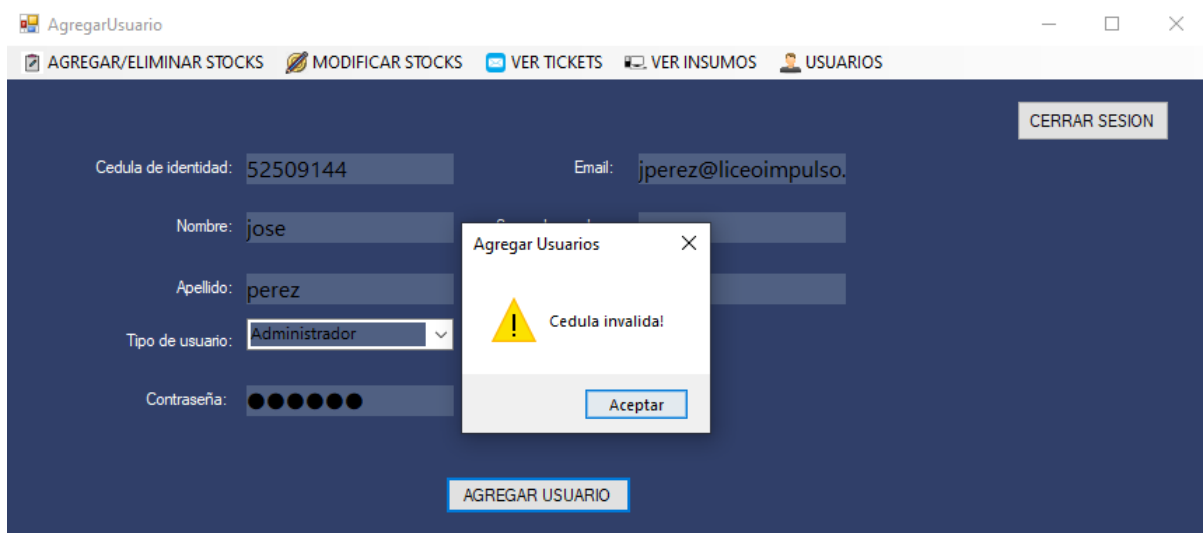 AgregarUsuario
AGREGAR/ELIMINAR STOCKS MODIFICAR STOCKS VER TICKETS VER INSUMOS USUARIOS
CERRAR SESION
Cedula de identidad: 52509144 Email: jperez@liceoimpulso.
Nombre: jose
Agregar Usuarios
Apellido: perez
Cedula invalida!
Tipo de usuario: Administrador
Contraseña: ●●●●●●
Aceptar
AGREGAR USUARIO